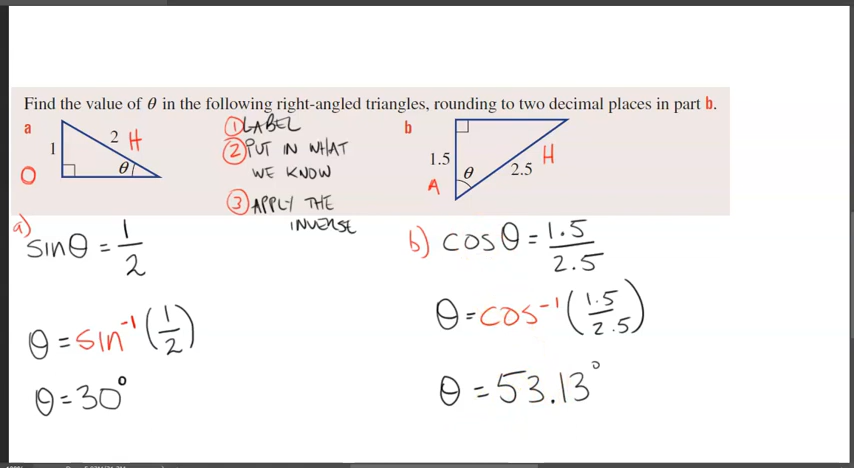 Find the value of θ in the following right-angled triangles, rounding to two decimal places in part b.
a
1
2 H
θ
O
① LABEL
② PUT IN WHAT
WE KNOW
③ APPLY THE
INVERSE
b
1.5
A
θ
2.5
H
a)
sinθ = 1/2
θ = sin⁻¹(1/2)
θ = 30°
b) cosθ = 1.5/2.5
θ = cos⁻¹(1.5/2.5)
θ = 53.13°